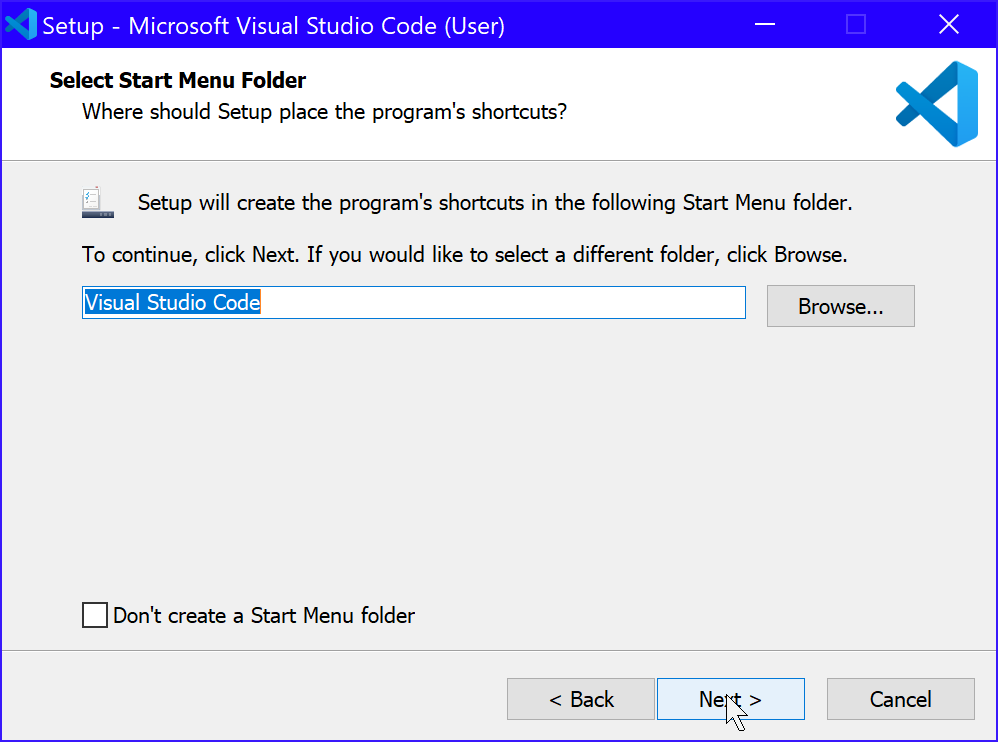 Setup - Microsoft Visual Studio Code (User)
Select Start Menu Folder
Where should Setup place the program's shortcuts?
Setup will create the program's shortcuts in the following Start Menu folder.
To continue, click Next. If you would like to select a different folder, click Browse.
Visual Studio Code
Browse...
Don't create a Start Menu folder
< Back
Next >
Cancel